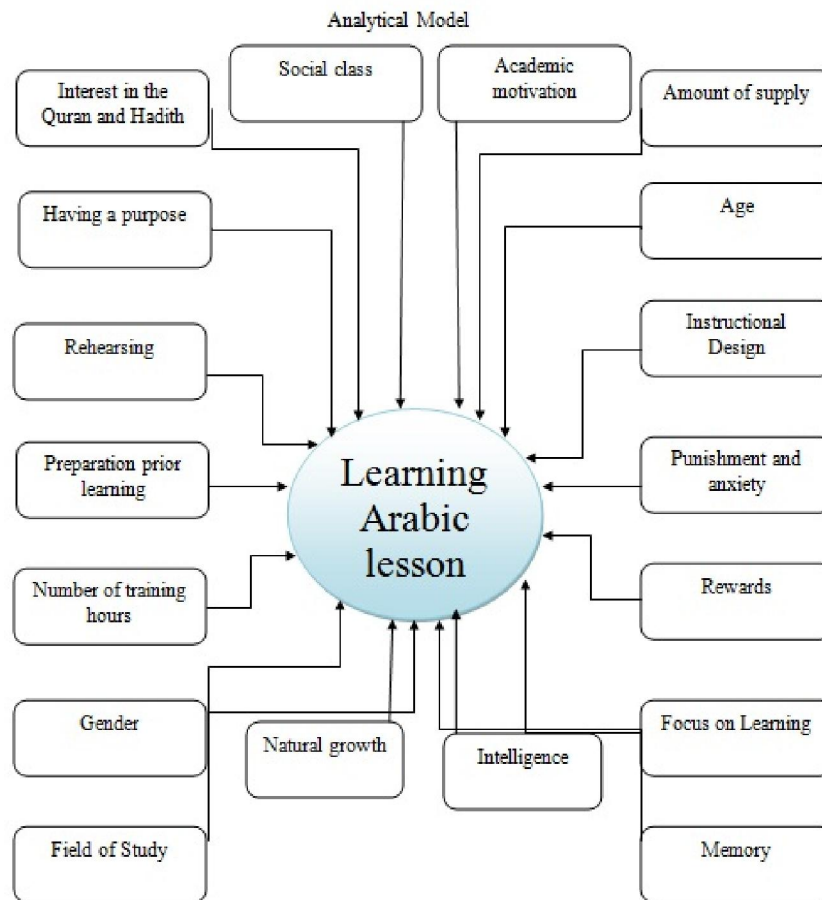 Analytical Model
Social class
Academic
motivation
Interest in the
Quran and Hadith
Amount of supply
Having a purpose
Age
Rehearsing
Instructional
Design
Preparation prior
learning
Learning
Arabic
lesson
Punishment and
anxiety
Number of training
hours
Rewards
Gender
Natural growth
Intelligence
Focus on Learning
Field of Study
Memory